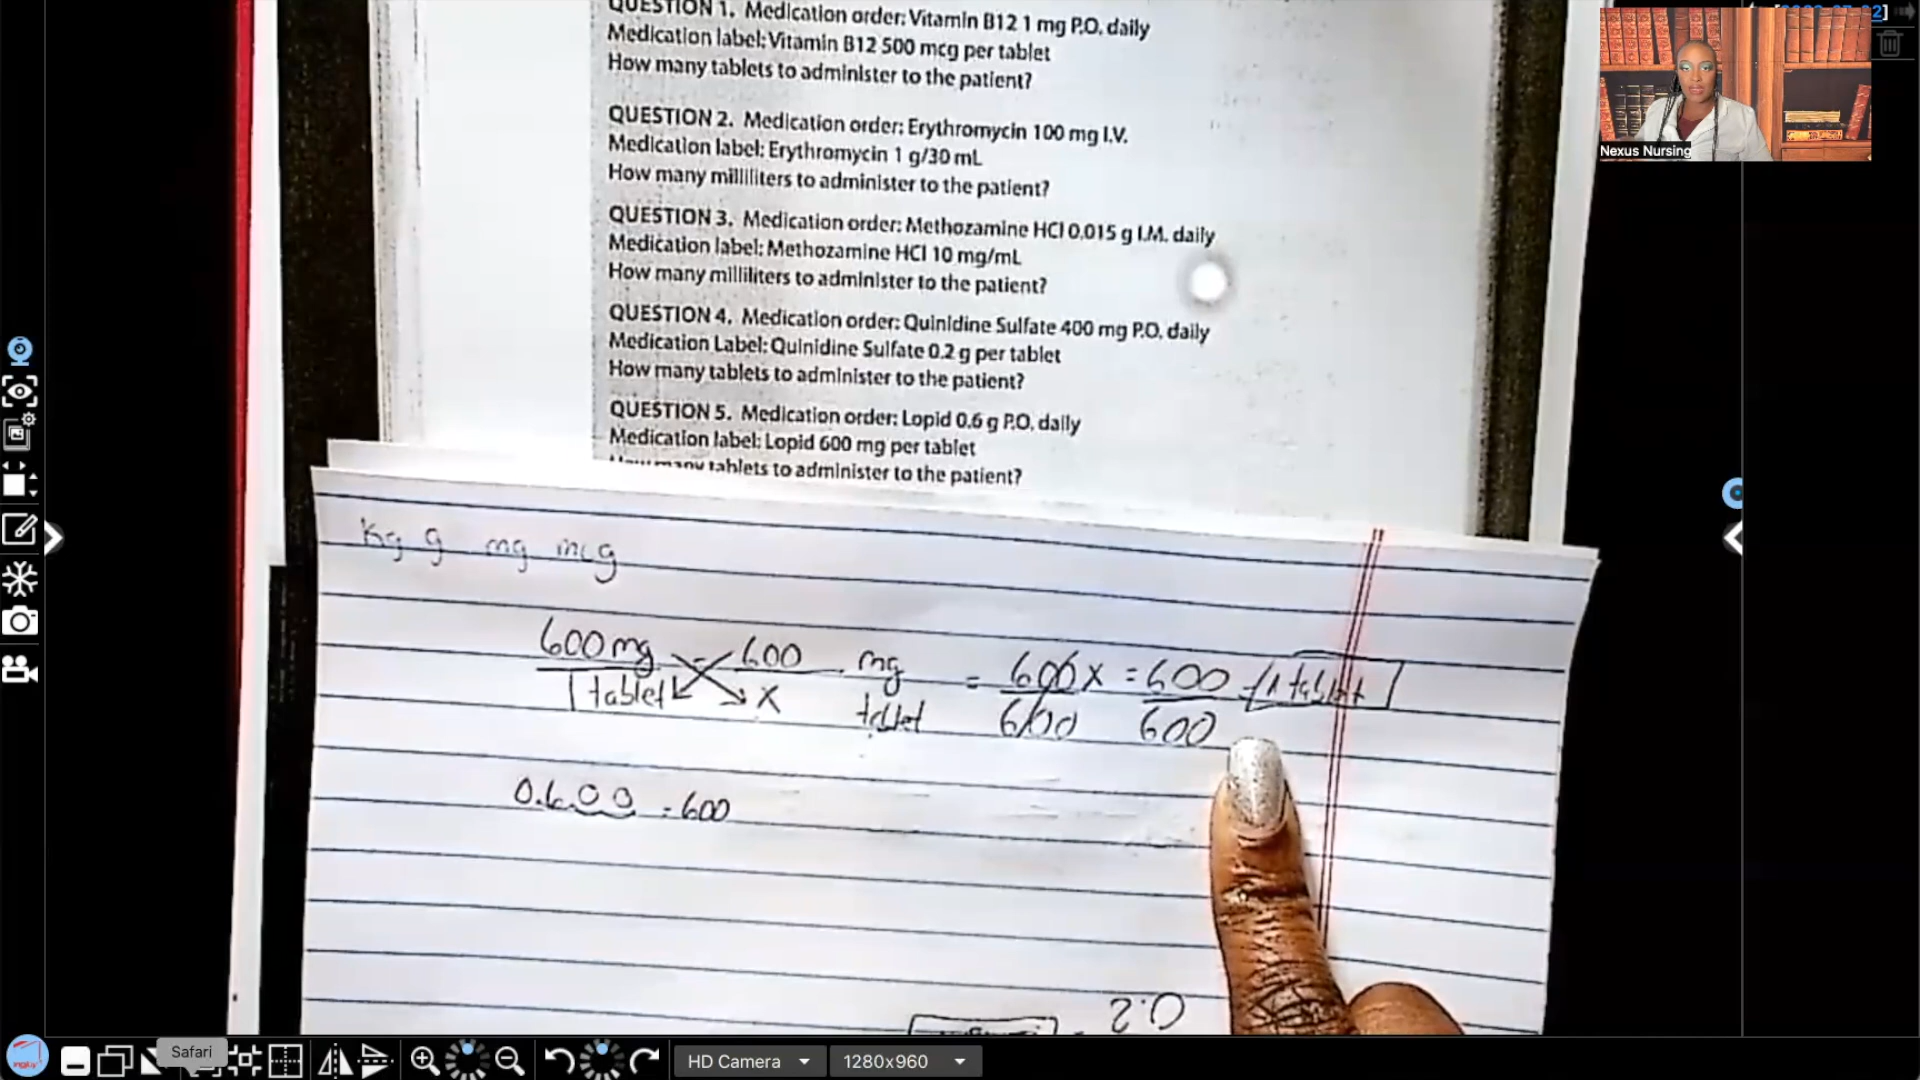 QUESTION 1. Medication order: Vitamin B12 1 mg P.O. daily
Medication label: Vitamin B12 500 mcg per tablet
How many tablets to administer to the patient?
QUESTION 2. Medication order: Erythromycin 100 mg I.V.
Medication label: Erythromycin 1 g/30 mL
How many milliliters to administer to the patient?
QUESTION 3. Medication order: Methozamine HCl 0.015 g I.M. daily
Medication label: Methozamine HCl 10 mg/mL
How many milliliters to administer to the patient?
QUESTION 4. Medication order: Quinidine Sulfate 400 mg P.O. daily
Medication Label: Quinidine Sulfate 0.2 g per tablet
How many tablets to administer to the patient?
QUESTION 5. Medication order: Lopid 0.6 g P.O. daily
Medication label: Lopid 600 mg per tablet
How many tablets to administer to the patient?
Nexus Nursing
Kg g mg mcg
600mg = 600 mg = 600x = 600 = 1 tablet
1 tablet x tablet 600 600
0.600 = 600
2.0
Safari
HD Camera
1280x960